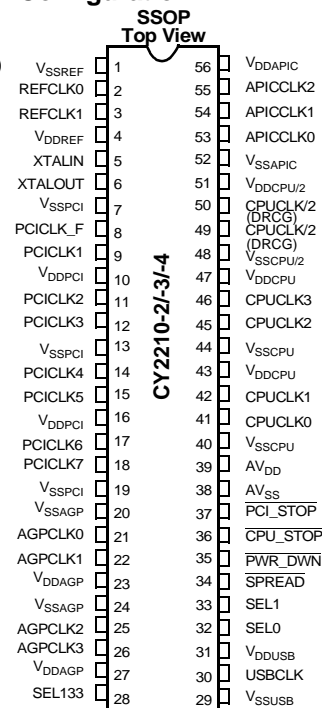 SSOP
Top View
CY2210-2/-3/-4
VSSREF 1
REFCLK0 2
REFCLK1 3
VDDREF 4
XTALIN 5
XTALOUT 6
VSSPCI 7
PCICLK_F 8
PCICLK1 9
VDDPCI 10
PCICLK2 11
PCICLK3 12
VSSPCI 13
PCICLK4 14
PCICLK5 15
VDDPCI 16
PCICLK6 17
PCICLK7 18
VSSPCI 19
VSSAGP 20
AGPCLK0 21
AGPCLK1 22
VDDAGP 23
VSSAGP 24
AGPCLK2 25
AGPCLK3 26
VDDAGP 27
SEL133 28
56 VDDAPIC
55 APICCLK2
54 APICCLK1
53 APICCLK0
52 VSSAPIC
51 VDDCPU/2
50 CPUCLK/2
(DRCG)
49 CPUCLK/2
(DRCG)
48 VSSCPU/2
47 VDDCPU
46 CPUCLK3
45 CPUCLK2
44 VSSCPU
43 VDDCPU
42 CPUCLK1
41 CPUCLK0
40 VSSCPU
39 AVDD
38 AVSS
37 PCI_STOP
36 CPU_STOP
35 PWR_DWN
34 SPREAD
33 SEL1
32 SEL0
31 VDDUSB
30 USBCLK
29 VSSUSB